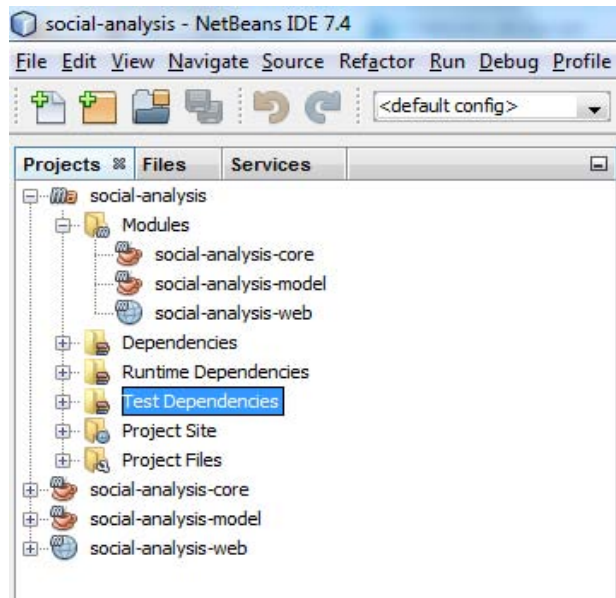 social-analysis - NetBeans IDE 7.4
File Edit View Navigate Source Refactor Run Debug Profile
<default config>
Projects Files Services
social-analysis
Modules
social-analysis-core
social-analysis-model
social-analysis-web
Dependencies
Runtime Dependencies
Test Dependencies
Project Site
Project Files
social-analysis-core
social-analysis-model
social-analysis-web